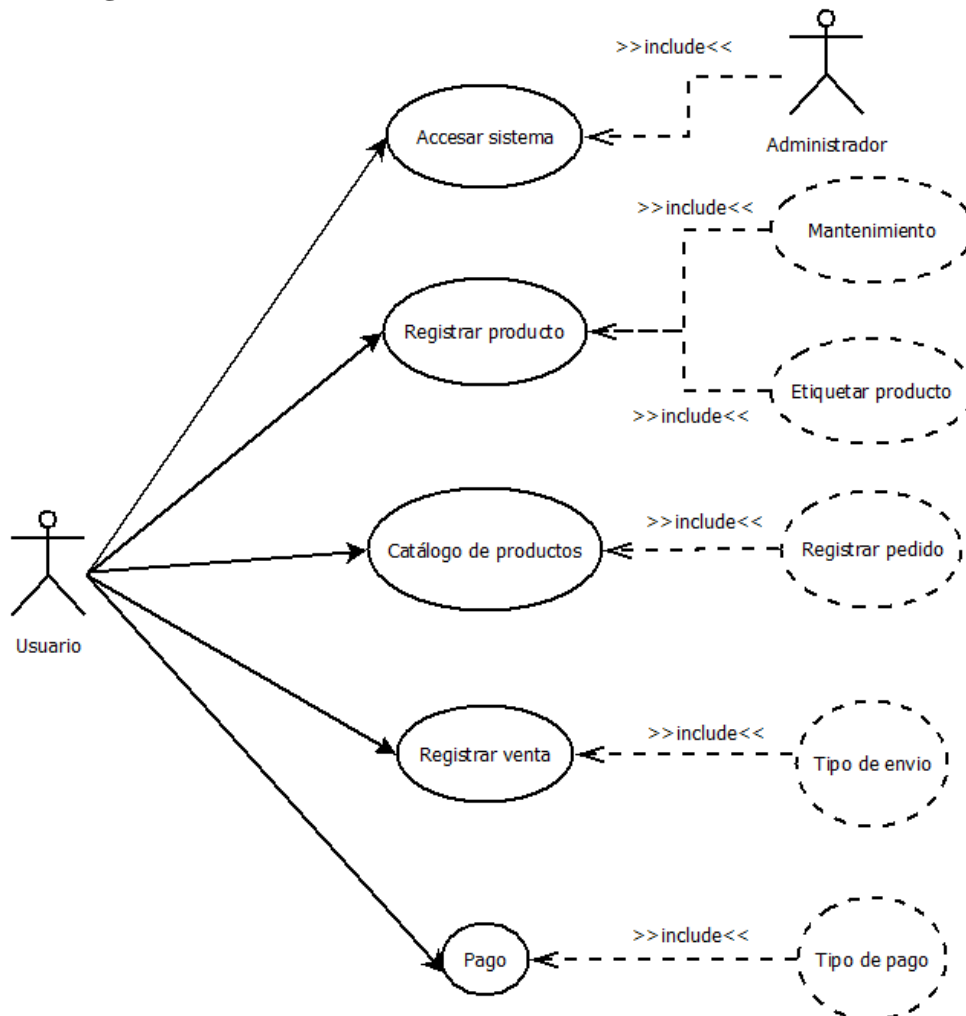 >>include<<
Accesar sistema
Administrador
>>include<<
Mantenimiento
Registrar producto
Etiquetar producto
>>include<<
>>include<<
Catálogo de productos
Registrar pedido
Usuario
>>include<<
Registrar venta
Tipo de envio
>>include<<
Pago
Tipo de pago